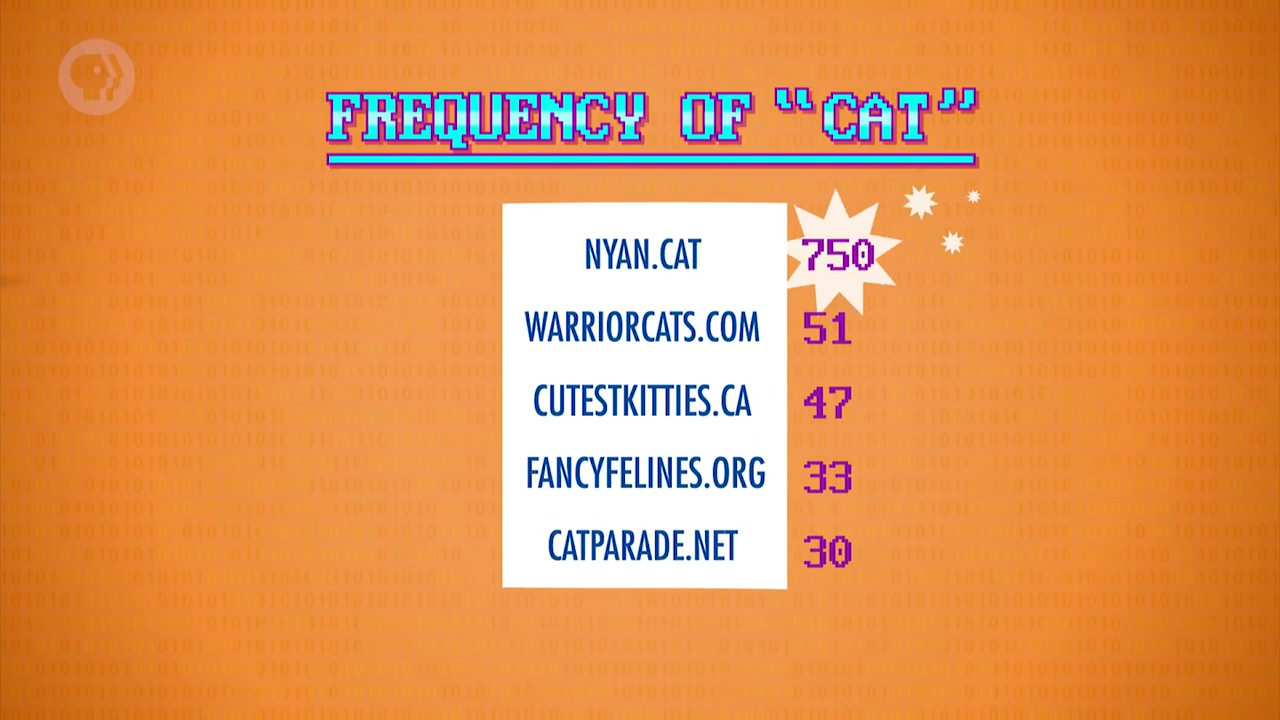 FREQUENCY OF “CAT”
NYAN.CAT 750
WARRIORCATS.COM 51
CUTESTKITTIES.CA 47
FANCYFELINES.ORG 33
CATPARADE.NET 30